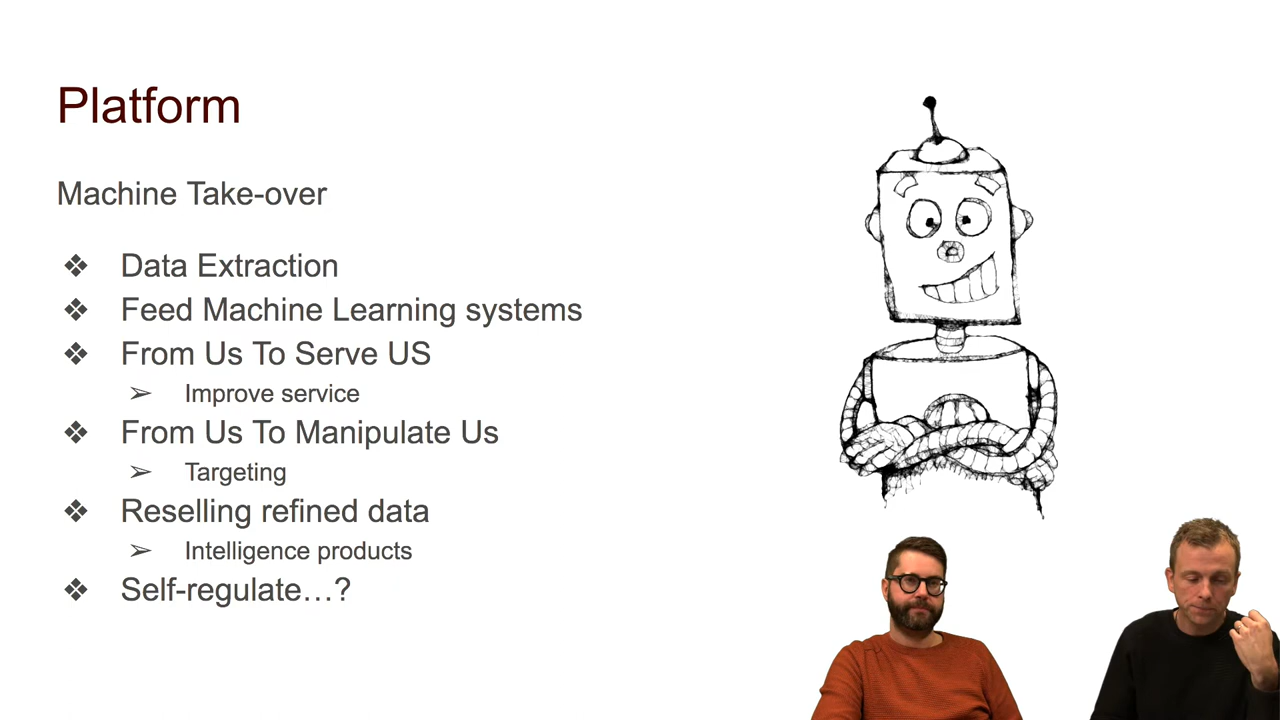 Platform
Machine Take-over
❖ Data Extraction
❖ Feed Machine Learning systems
❖ From Us To Serve US
➢ Improve service
❖ From Us To Manipulate Us
➢ Targeting
❖ Reselling refined data
➢ Intelligence products
❖ Self-regulate…?